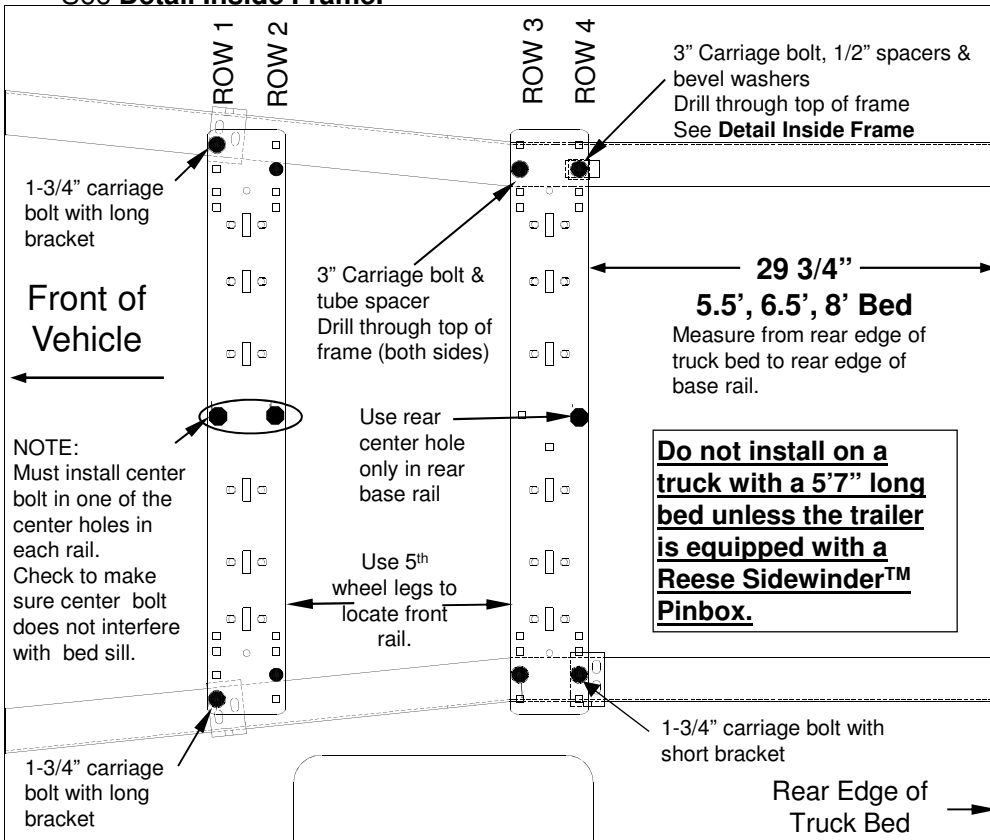 See Detail Inside Frame.
ROW 1
ROW 2
ROW 3
ROW 4
3” Carriage bolt, 1/2” spacers &
bevel washers
Drill through top of frame
See Detail Inside Frame
1-3/4” carriage
bolt with long
bracket
Front of
Vehicle
3” Carriage bolt &
tube spacer
Drill through top of
frame (both sides)
29 3/4”
5.5’, 6.5’, 8’ Bed
Measure from rear edge of
truck bed to rear edge of
base rail.
NOTE:
Must install center
bolt in one of the
center holes in
each rail.
Check to make
sure center bolt
does not interfere
with bed sill.
Use rear
center hole
only in rear
base rail
Do not install on a
truck with a 5’7” long
bed unless the trailer
is equipped with a
Reese Sidewinder™
Pinbox.
Use 5th
wheel legs to
locate front
rail.
1-3/4” carriage bolt with
short bracket
1-3/4” carriage
bolt with long
bracket
Rear Edge of
Truck Bed